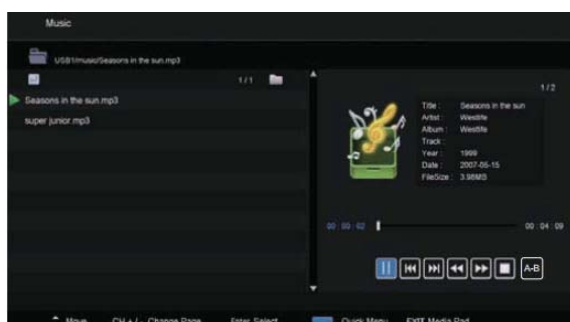 Music
USB1/music/Seasons in the sun.mp3
1/1
Seasons in the sun.mp3
super junior.mp3
1/2
Title : Seasons in the sun
Artist : Westlife
Album : Westlife
Track :
Year : 1999
Date : 2007-05-15
FileSize : 3.98MB
00 : 00 : 02
00 : 04 : 09
A-B
Move CH + / - Change Page Enter Select Quick Menu EXIT Media Pad